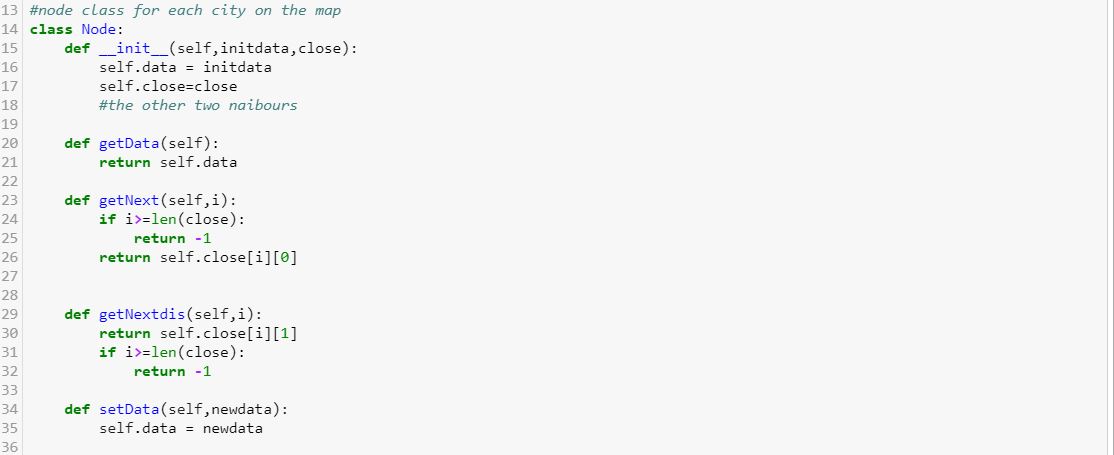 13 #node class for each city on the map
14 class Node:
15     def __init__(self,initdata,close):
16         self.data = initdata
17         self.close=close
18         #the other two naibours
19
20     def getData(self):
21         return self.data
22
23     def getNext(self,i):
24         if i>=len(close):
25             return -1
26         return self.close[i][0]
27
28
29     def getNextdis(self,i):
30         return self.close[i][1]
31         if i>=len(close):
32             return -1
33
34     def setData(self,newdata):
35         self.data = newdata
36